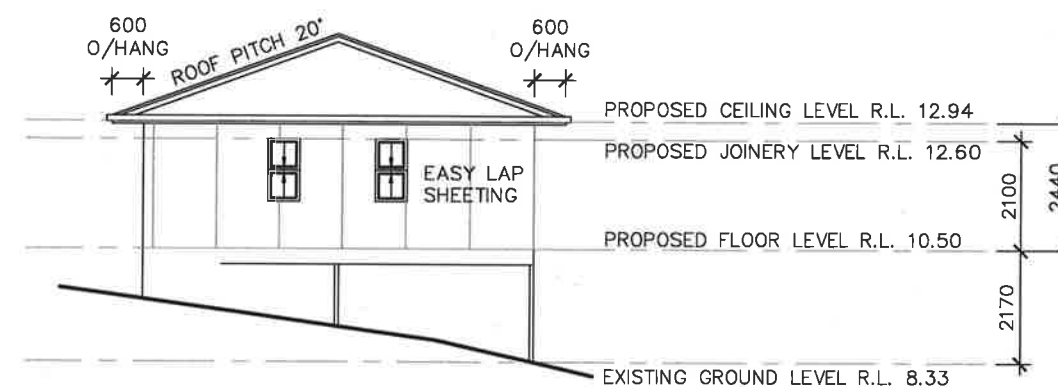 600
O/HANG
ROOF PITCH 20°
600
O/HANG
PROPOSED CEILING LEVEL R.L. 12.94
PROPOSED JOINERY LEVEL R.L. 12.60
EASY LAP
SHEETING
2100
2440
PROPOSED FLOOR LEVEL R.L. 10.50
2170
EXISTING GROUND LEVEL R.L. 8.33